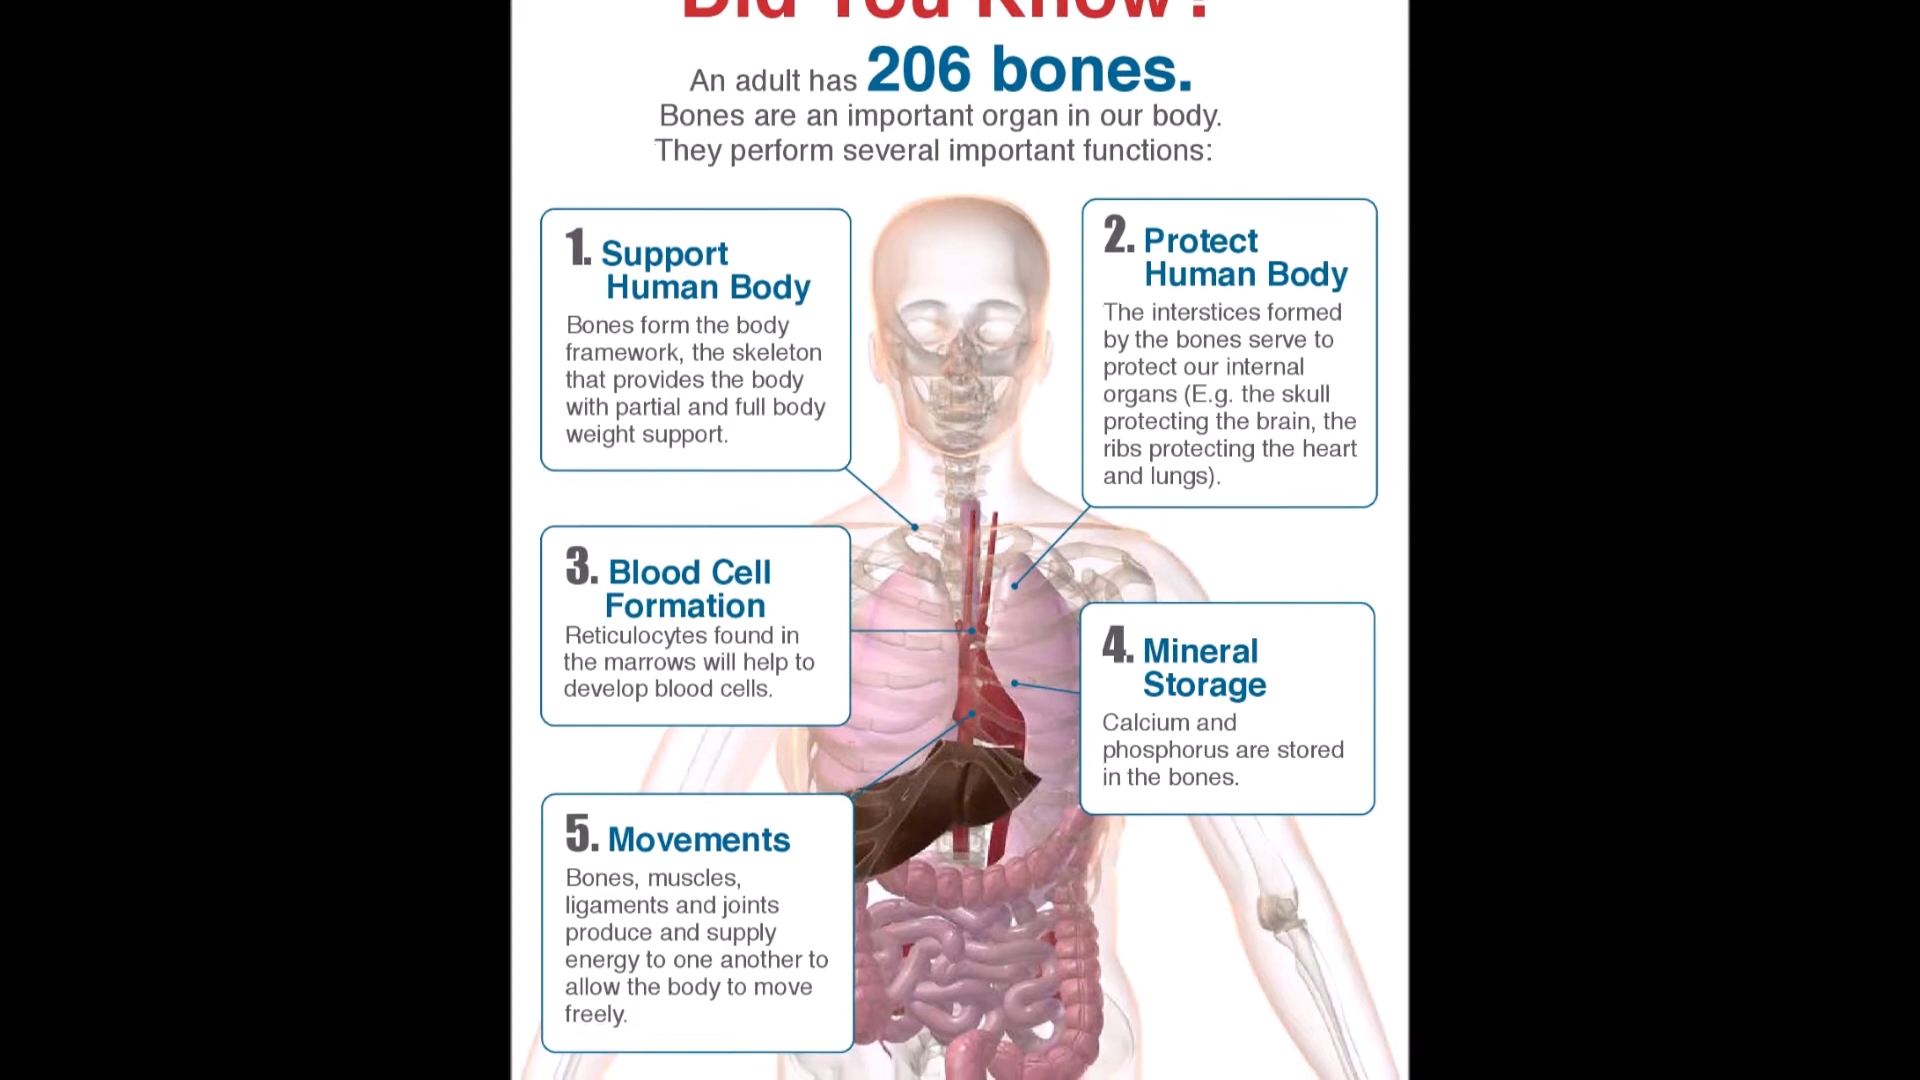 Did You Know?
An adult has 206 bones.
Bones are an important organ in our body.
They perform several important functions:
1. Support
Human Body
Bones form the body
framework, the skeleton
that provides the body
with partial and full body
weight support.
2. Protect
Human Body
The interstices formed
by the bones serve to
protect our internal
organs (E.g. the skull
protecting the brain, the
ribs protecting the heart
and lungs).
3. Blood Cell
Formation
Reticulocytes found in
the marrows will help to
develop blood cells.
4. Mineral
Storage
Calcium and
phosphorus are stored
in the bones.
5. Movements
Bones, muscles,
ligaments and joints
produce and supply
energy to one another to
allow the body to move
freely.